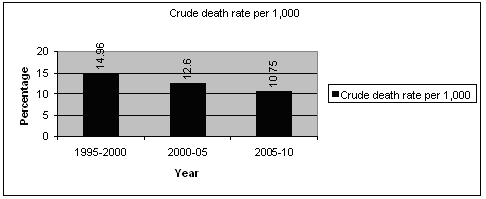 Crude death rate per 1,000
20
15
10
5
0
Percentage
14.96
12.6
10.75
1995-2000
2000-05
2005-10
Year
Crude death rate per 1,000